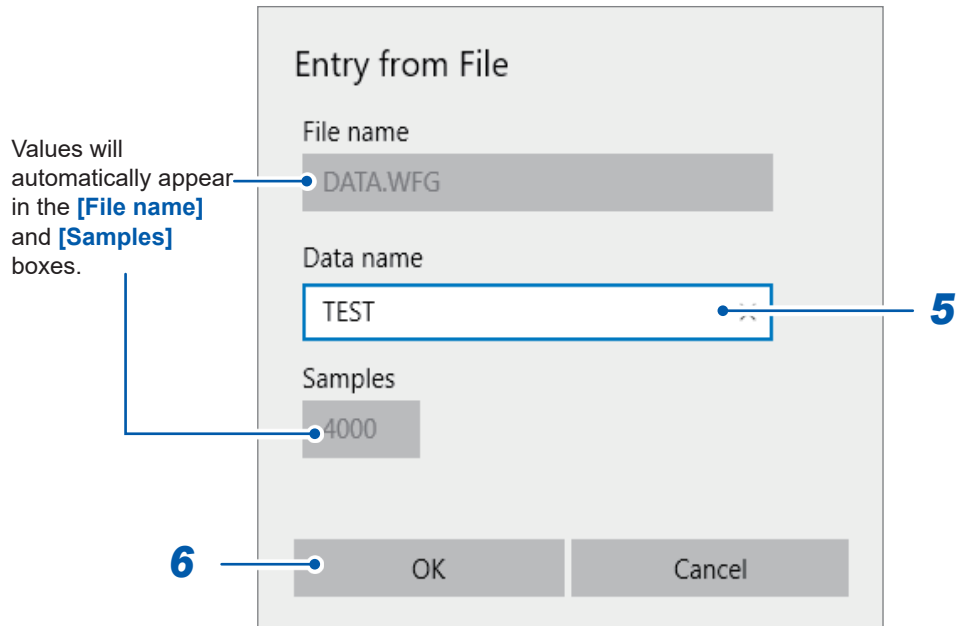 Entry from File
File name
DATA.WFG
Values will
automatically appear
in the [File name]
and [Samples]
boxes.
Data name
TEST
5
Samples
4000
6
OK
Cancel